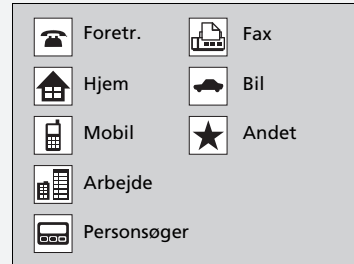 Foretr.
Hjem
Mobil
Arbejde
Personsøger
Fax
Bil
Andet